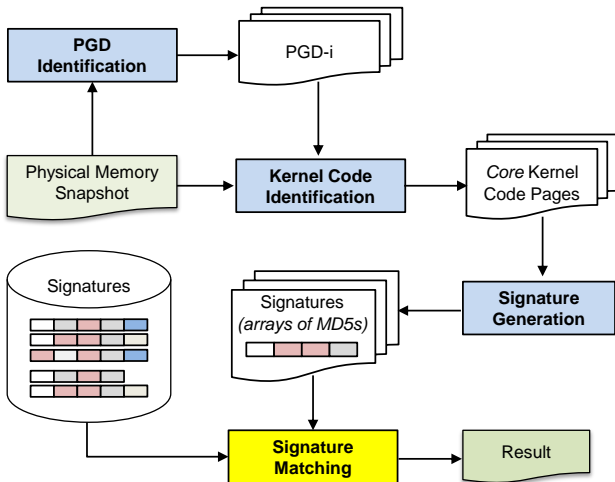 PGD
Identification
PGD-i
Physical Memory
Snapshot
Kernel Code
Identification
Core Kernel
Code Pages
Signatures
Signatures
(arrays of MD5s)
Signature
Generation
Signature
Matching
Result